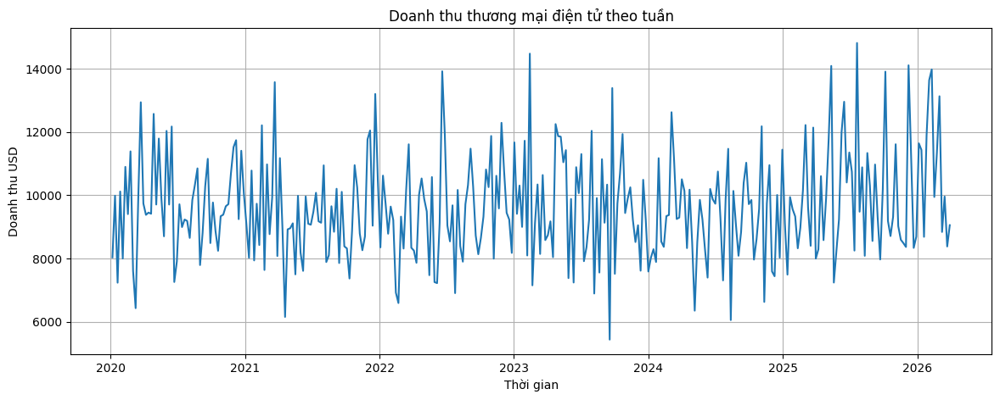 Doanh thu thương mại điện tử theo tuần
Doanh thu USD
14000
12000
10000
8000
6000
2020 2021 2022 2023 2024 2025 2026
Thời gian